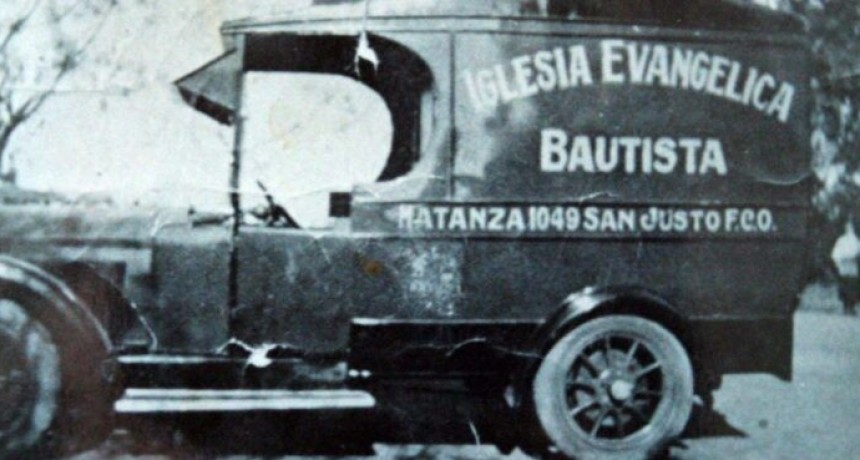 IGLESIA EVANGELICA
BAUTISTA
MATANZA 1049 SAN JUSTO F.C.O.